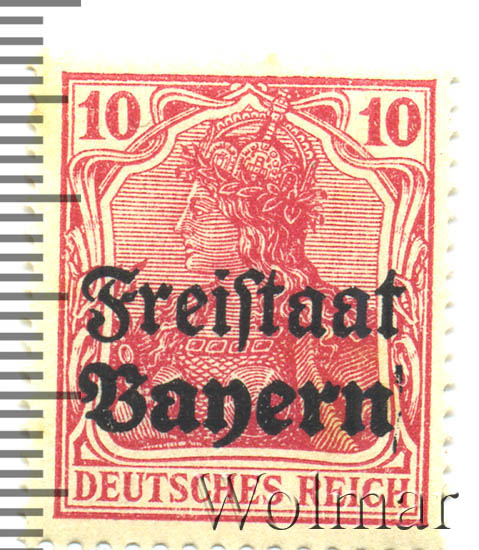 10 10
Freistaat
Bayern
DEUTSCHES REICH
Wolmar